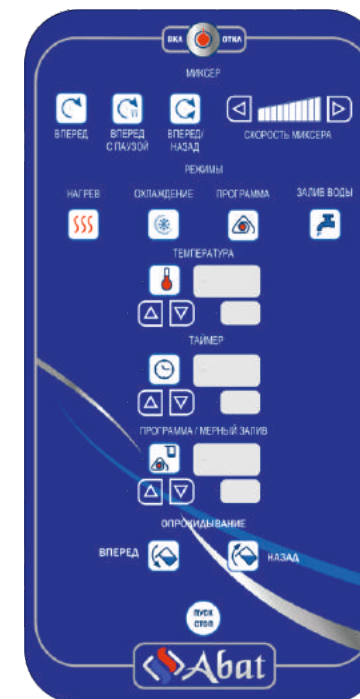 ВКЛ ОТКЛ
МИКСЕР
ВПЕРЕД ВПЕРЕД С ПАУЗОЙ ВПЕРЕД/ НАЗАД СКОРОСТЬ МИКСЕРА
РЕЖИМЫ
НАГРЕВ ОХЛАЖДЕНИЕ ПРОГРАММА ЗАЛИВ ВОДЫ
ТЕМПЕРАТУРА
ТАЙМЕР
ПРОГРАММА / МЕРНЫЙ ЗАЛИВ
ОПРОКИДЫВАНИЕ
ВПЕРЕД НАЗАД
ПУСК
СТОП
Abat